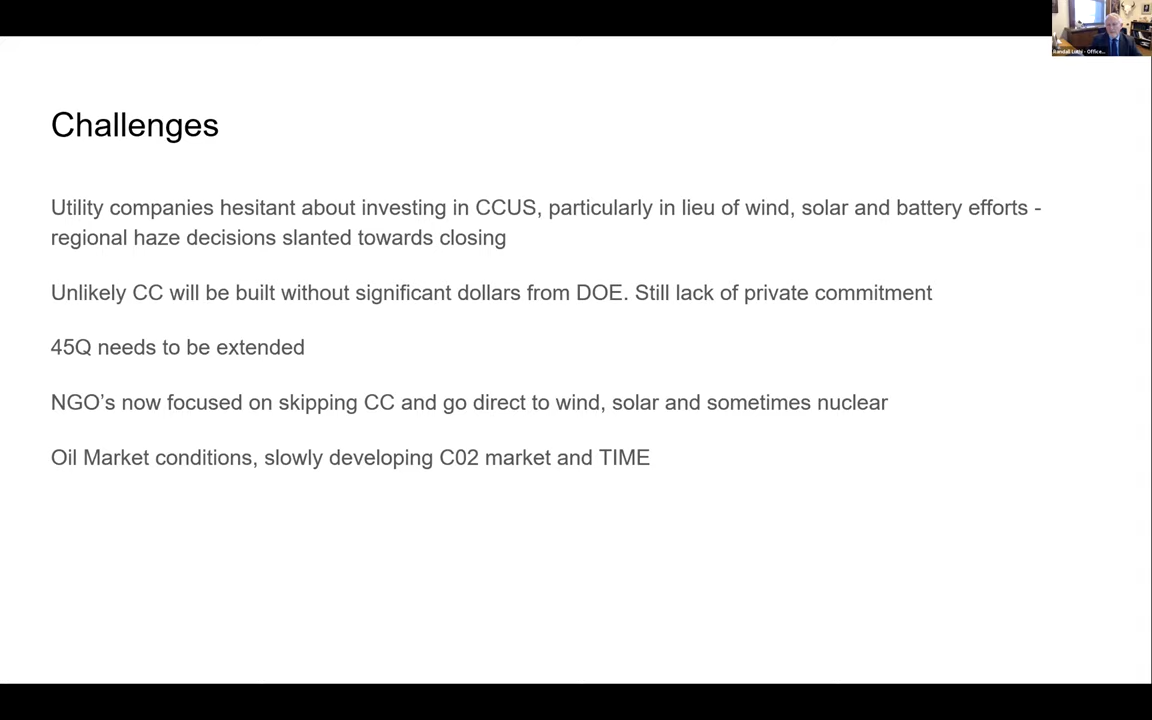 Randall Luthi - Office...
Challenges
Utility companies hesitant about investing in CCUS, particularly in lieu of wind, solar and battery efforts -
regional haze decisions slanted towards closing
Unlikely CC will be built without significant dollars from DOE. Still lack of private commitment
45Q needs to be extended
NGO’s now focused on skipping CC and go direct to wind, solar and sometimes nuclear
Oil Market conditions, slowly developing C02 market and TIME